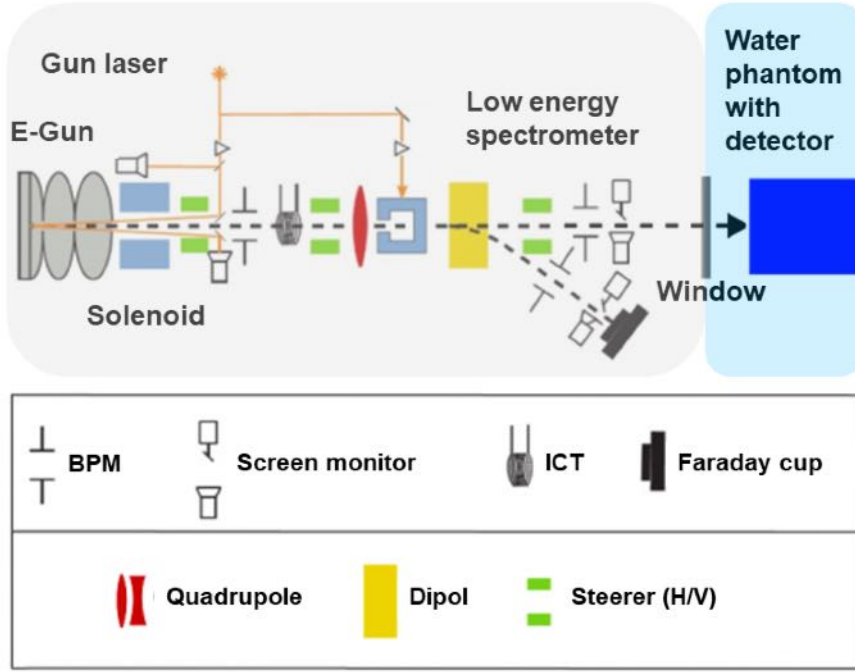 Gun laser
E-Gun
Low energy
spectrometer
Water
phantom
with
detector
Solenoid
Window
BPM
Screen monitor
ICT
Faraday cup
Quadrupole
Dipol
Steerer (H/V)